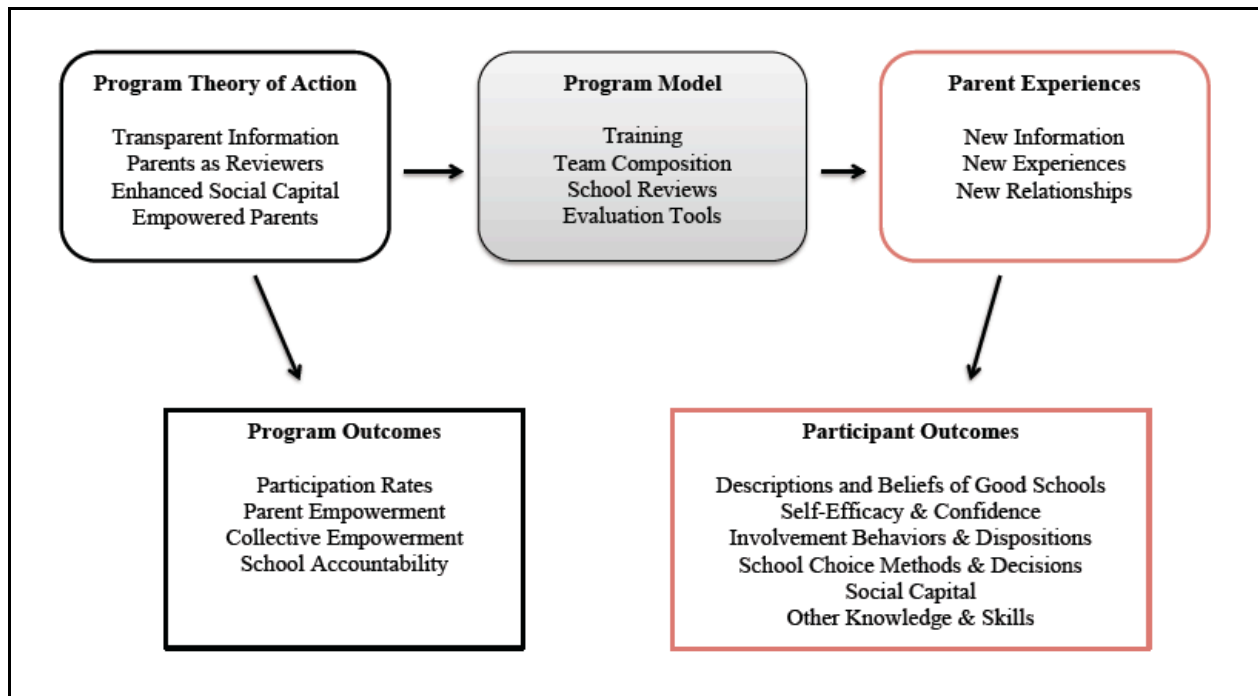 Program Theory of Action
Transparent Information
Parents as Reviewers
Enhanced Social Capital
Empowered Parents
Program Model
Training
Team Composition
School Reviews
Evaluation Tools
Parent Experiences
New Information
New Experiences
New Relationships
Program Outcomes
Participation Rates
Parent Empowerment
Collective Empowerment
School Accountability
Participant Outcomes
Descriptions and Beliefs of Good Schools
Self-Efficacy & Confidence
Involvement Behaviors & Dispositions
School Choice Methods & Decisions
Social Capital
Other Knowledge & Skills